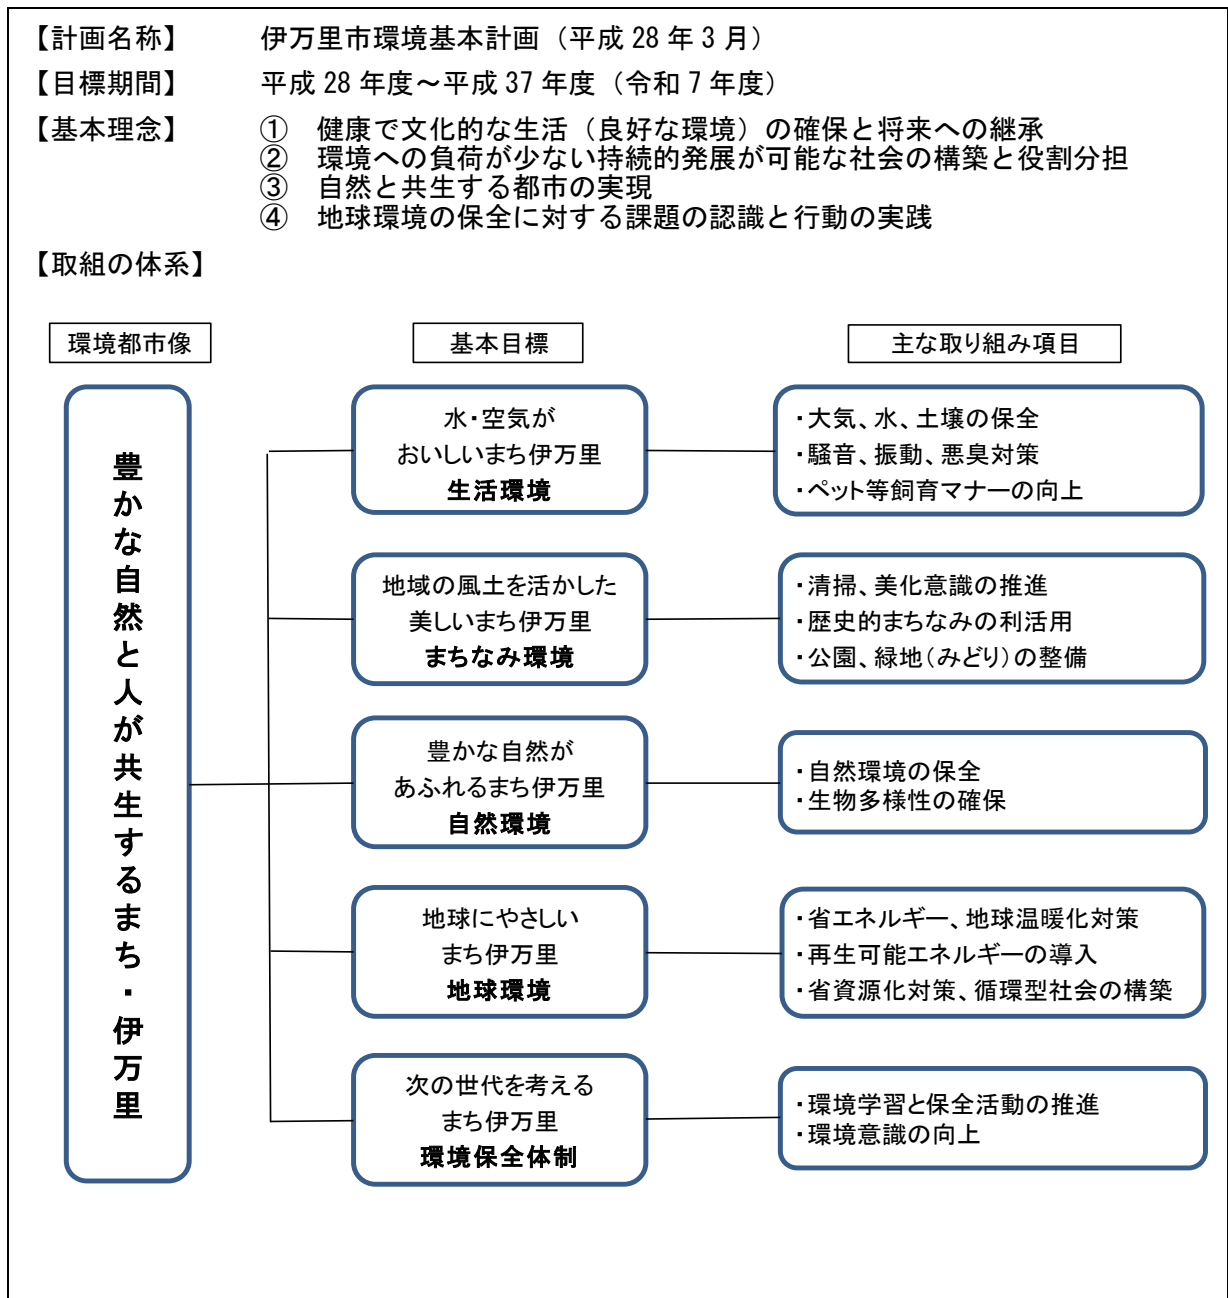 【計画名称】 伊万里市環境基本計画（平成 28 年 3 月）
【目標期間】 平成 28 年度～平成 37 年度（令和 7 年度）
【基本理念】 ① 健康で文化的な生活（良好な環境）の確保と将来への継承
② 環境への負荷が少ない持続的発展が可能な社会の構築と役割分担
③ 自然と共生する都市の実現
④ 地球環境の保全に対する課題の認識と行動の実践
【取組の体系】
環境都市像
基本目標
主な取り組み項目
豊かな自然と人が共生するまち・伊万里
水・空気が
おいしいまち伊万里
生活環境
・大気、水、土壌の保全
・騒音、振動、悪臭対策
・ペット等飼育マナーの向上
地域の風土を活かした
美しいまち伊万里
まちなみ環境
・清掃、美化意識の推進
・歴史的まちなみの利活用
・公園、緑地（みどり）の整備
豊かな自然が
あふれるまち伊万里
自然環境
・自然環境の保全
・生物多様性の確保
地球にやさしい
まち伊万里
地球環境
・省エネルギー、地球温暖化対策
・再生可能エネルギーの導入
・省資源化対策、循環型社会の構築
次の世代を考える
まち伊万里
環境保全体制
・環境学習と保全活動の推進
・環境意識の向上